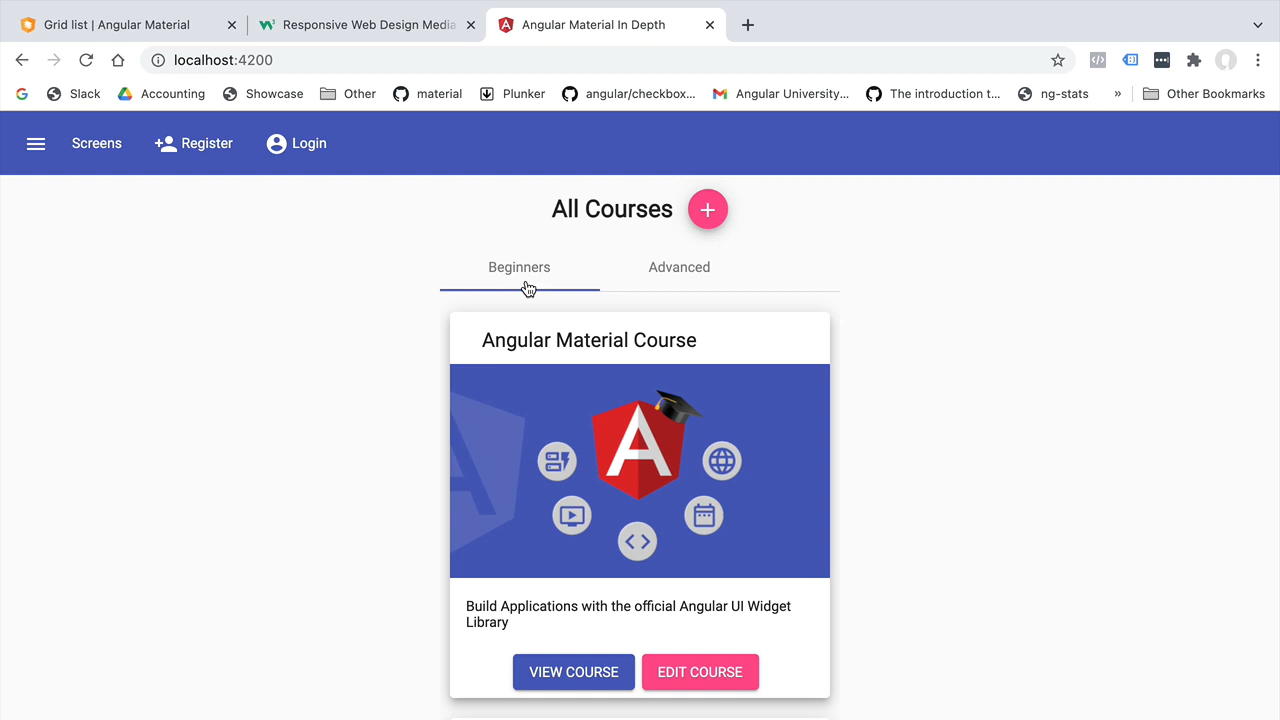 Grid list | Angular Material
Responsive Web Design Media
Angular Material In Depth
localhost:4200
Slack
Accounting
Showcase
Other
material
Plunker
angular/checkbox...
Angular University...
The introduction t...
ng-stats
»
Other Bookmarks
Screens
Register
Login
All Courses
Beginners
Advanced
Angular Material Course
Build Applications with the official Angular UI Widget
Library
VIEW COURSE
EDIT COURSE